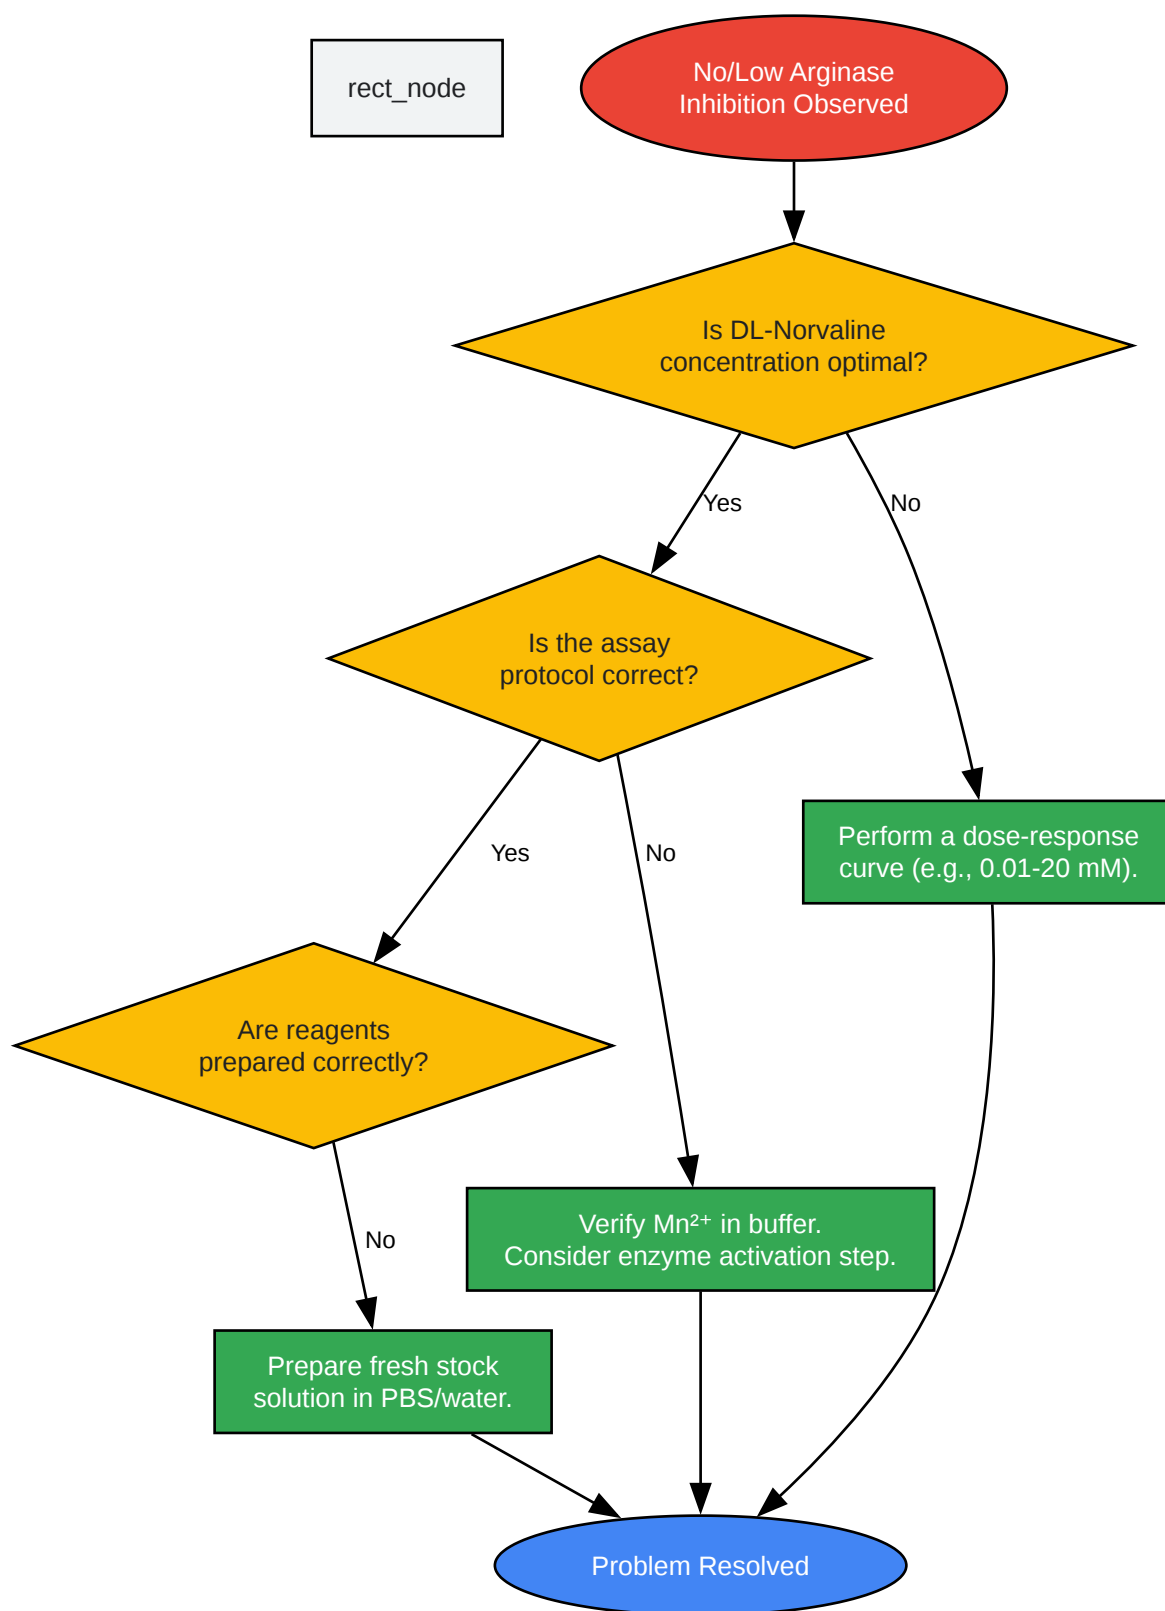 rect_node
No/Low Arginase
Inhibition Observed
Is DL-Norvaline
concentration optimal?
Yes
No
Is the assay
protocol correct?
Perform a dose-response
curve (e.g., 0.01-20 mM).
Yes
No
Are reagents
prepared correctly?
Verify Mn²⁺ in buffer.
Consider enzyme activation step.
No
Prepare fresh stock
solution in PBS/water.
Problem Resolved